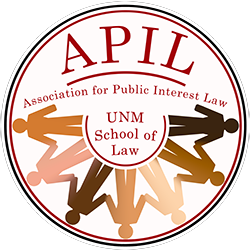 APIL
Association for Public Interest Law
UNM
School of
Law